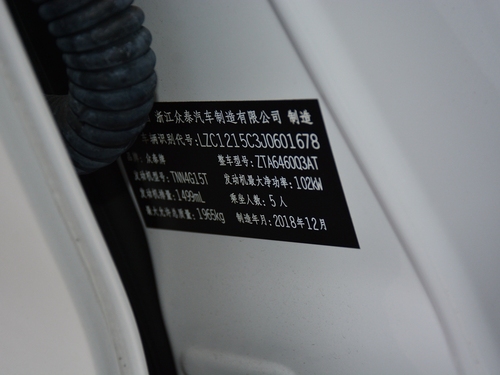 浙江众泰汽车制造有限公司 制造
车辆识别代号:LZC1215C3J0601678
品牌:众泰牌 整车型号:ZTA6460Q3AT
发动机型号:TNN4G15T 发动机最大净功率:102KW
发动机排量:1499mL 乘坐人数:5人
最大允许总质量:1965kg 制造年月:2018年12月